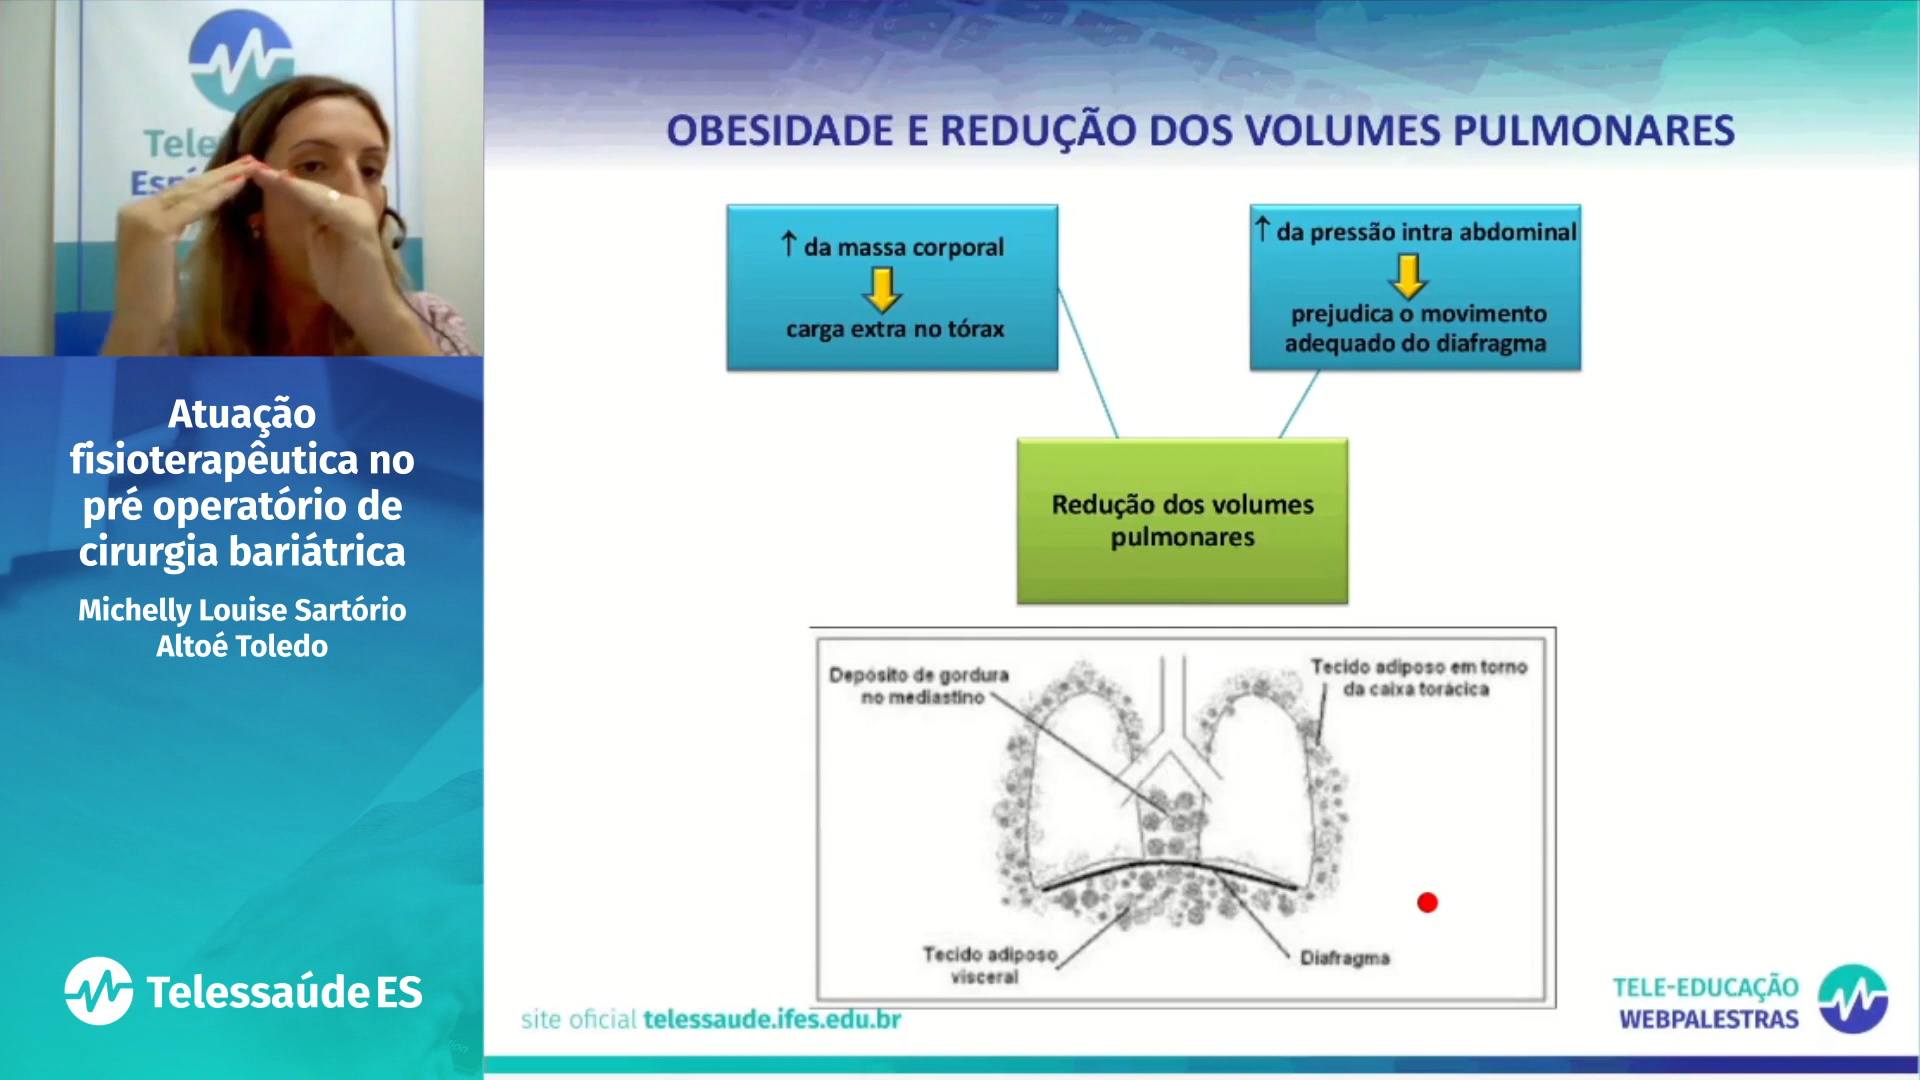 Atuação
fisioterapêutica no
pré operatório de
cirurgia bariátrica
Michelly Louise Sartório
Altoé Toledo
Telessaúde ES
OBESIDADE E REDUÇÃO DOS VOLUMES PULMONARES
↑ da massa corporal
carga extra no tórax
↑ da pressão intra abdominal
prejudica o movimento
adequado do diafragma
Redução dos volumes
pulmonares
Depósito de gordura
no mediastino
Tecido adiposo em torno
da caixa torácica
Tecido adiposo
visceral
Diafragma
site oficial telessaude.ifes.edu.br
TELE-EDUCAÇÃO
WEBPALESTRAS